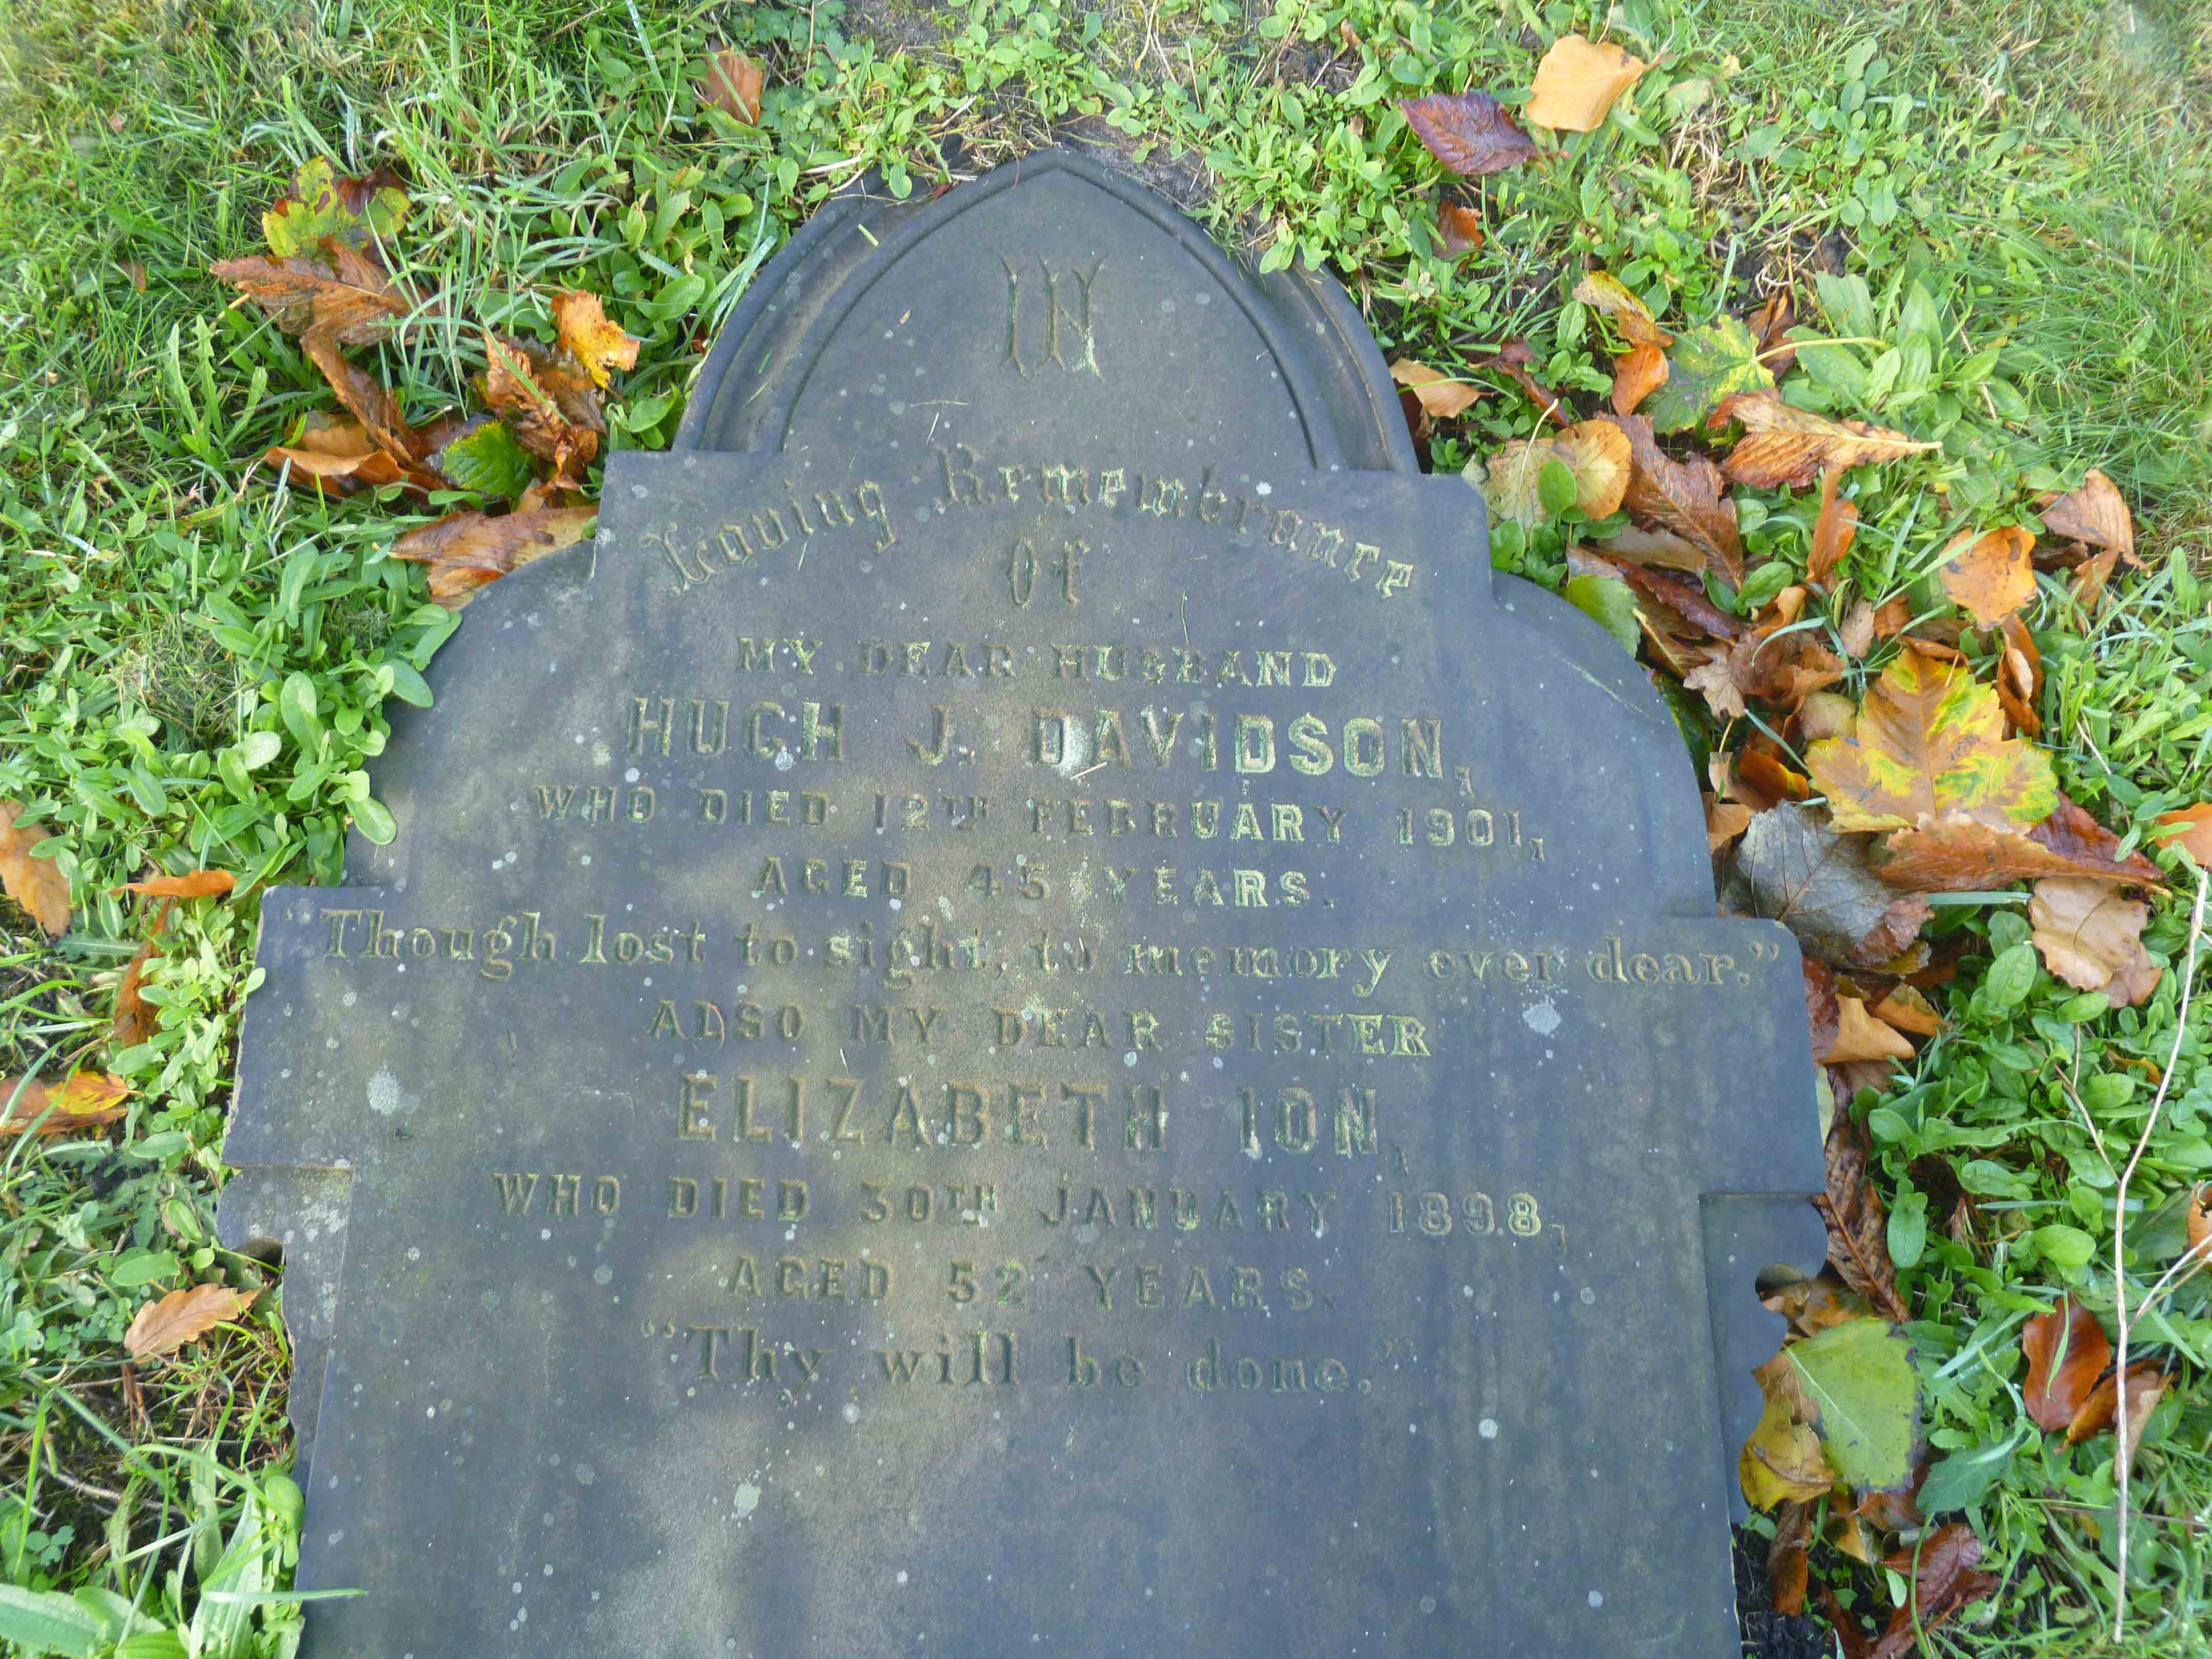 IN
Loving Remembrance
Of
MY DEAR HUSBAND
HUGH J. DAVIDSON,
WHO DIED 12TH FEBRUARY 1901,
AGED 45 YEARS.
"Though lost to sight, to memory ever dear."
ALSO MY DEAR SISTER
ELIZABETH ION,
WHO DIED 30TH JANUARY 1898,
AGED 52 YEARS.
"Thy will be done."